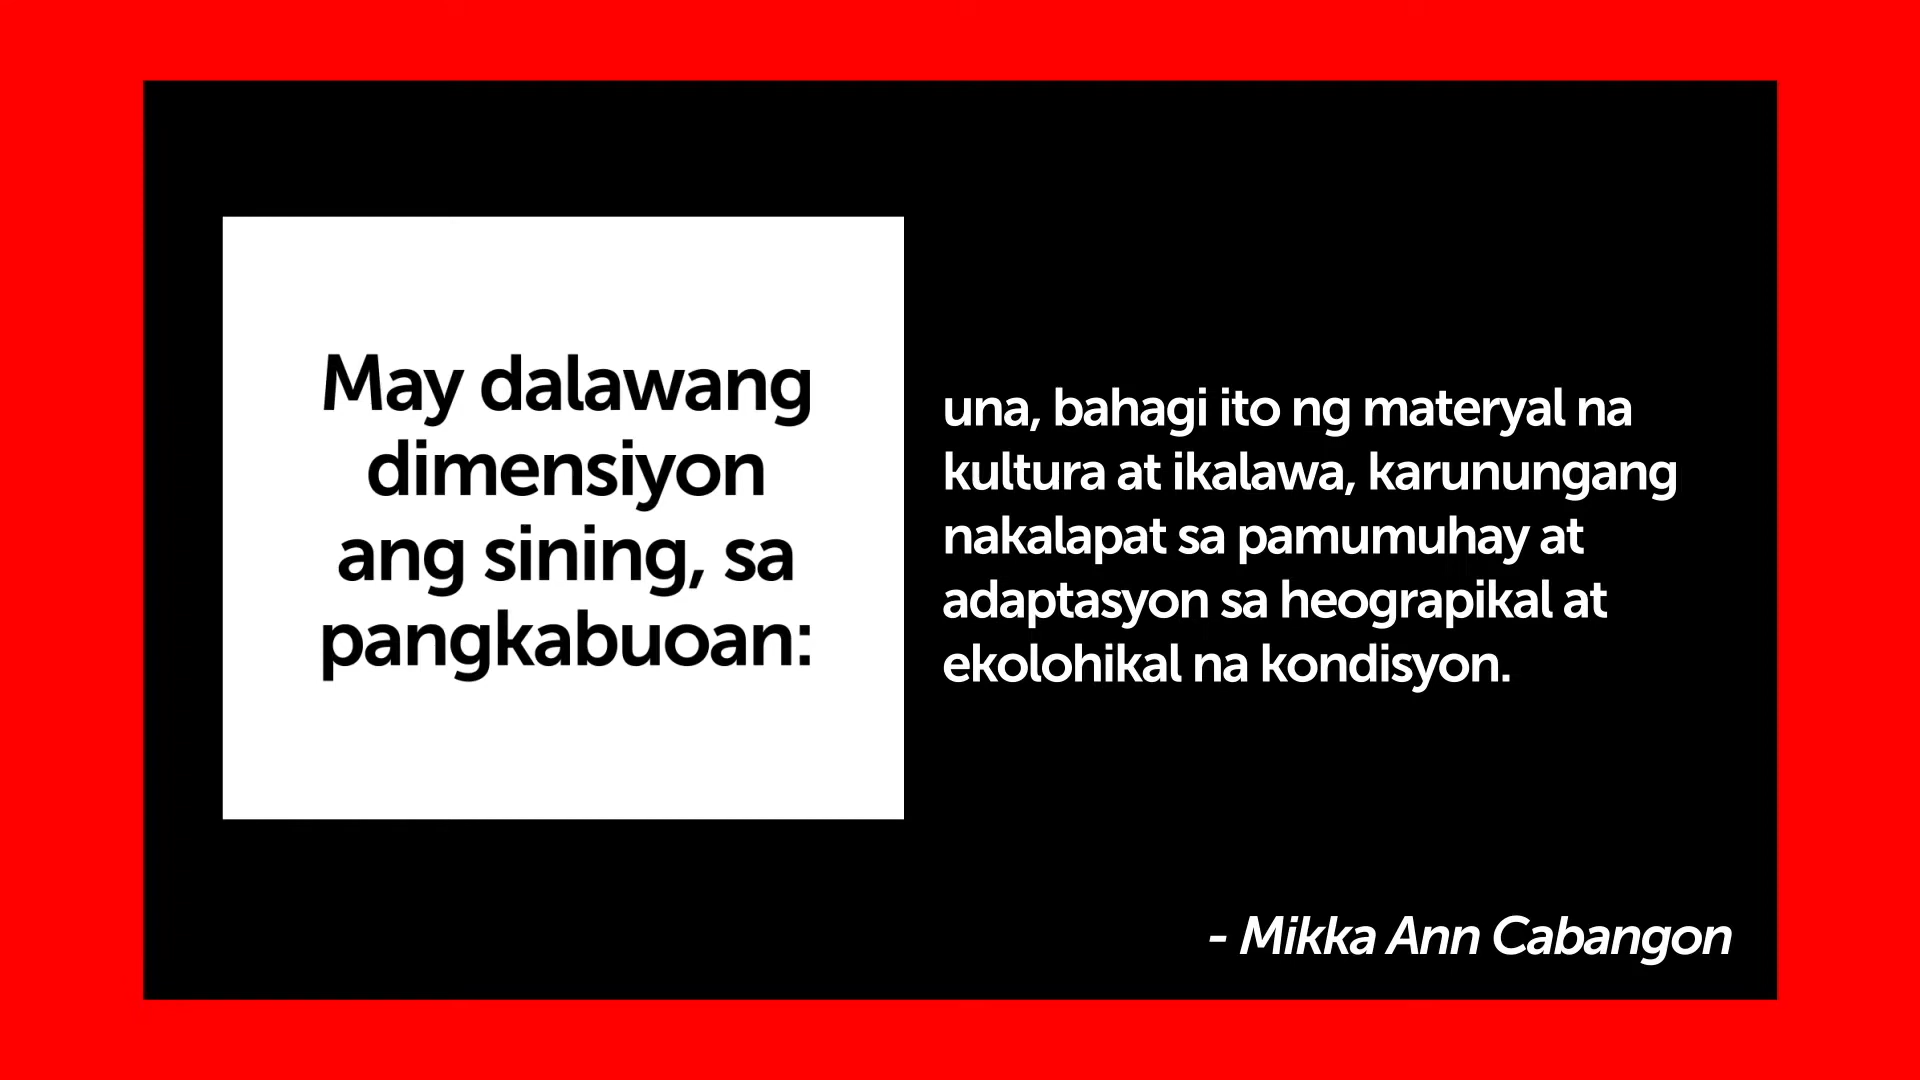 May dalawang
dimensiyon
ang sining, sa
pangkabuoan:
una, bahagi ito ng materyal na
kultura at ikalawa, karunungang
nakalapat sa pamumuhay at
adaptasyon sa heograpikal at
ekolohikal na kondisyon.
- Mikka Ann Cabangon